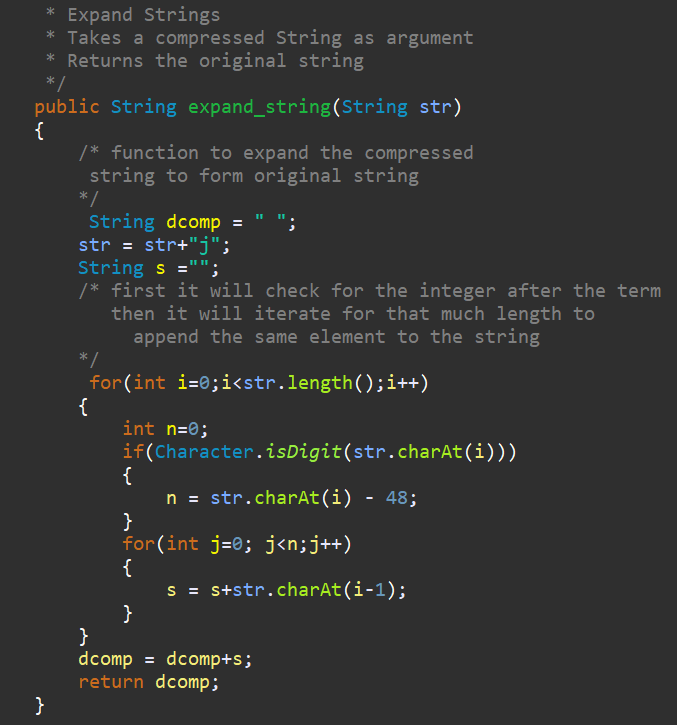 * Expand Strings
* Takes a compressed String as argument
* Returns the original string
*/
public String expand_string(String str)
{
/* function to expand the compressed
string to form original string
*/
String dcomp = " ";
str = str+"j";
String s ="";
/* first it will check for the integer after the term
then it will iterate for that much length to
append the same element to the string
*/
for(int i=0;i<str.length();i++)
{
int n=0;
if(Character.isDigit(str.charAt(i)))
{
n = str.charAt(i) - 48;
}
for(int j=0; j<n;j++)
{
s = s+str.charAt(i-1);
}
}
dcomp = dcomp+s;
return dcomp;
}